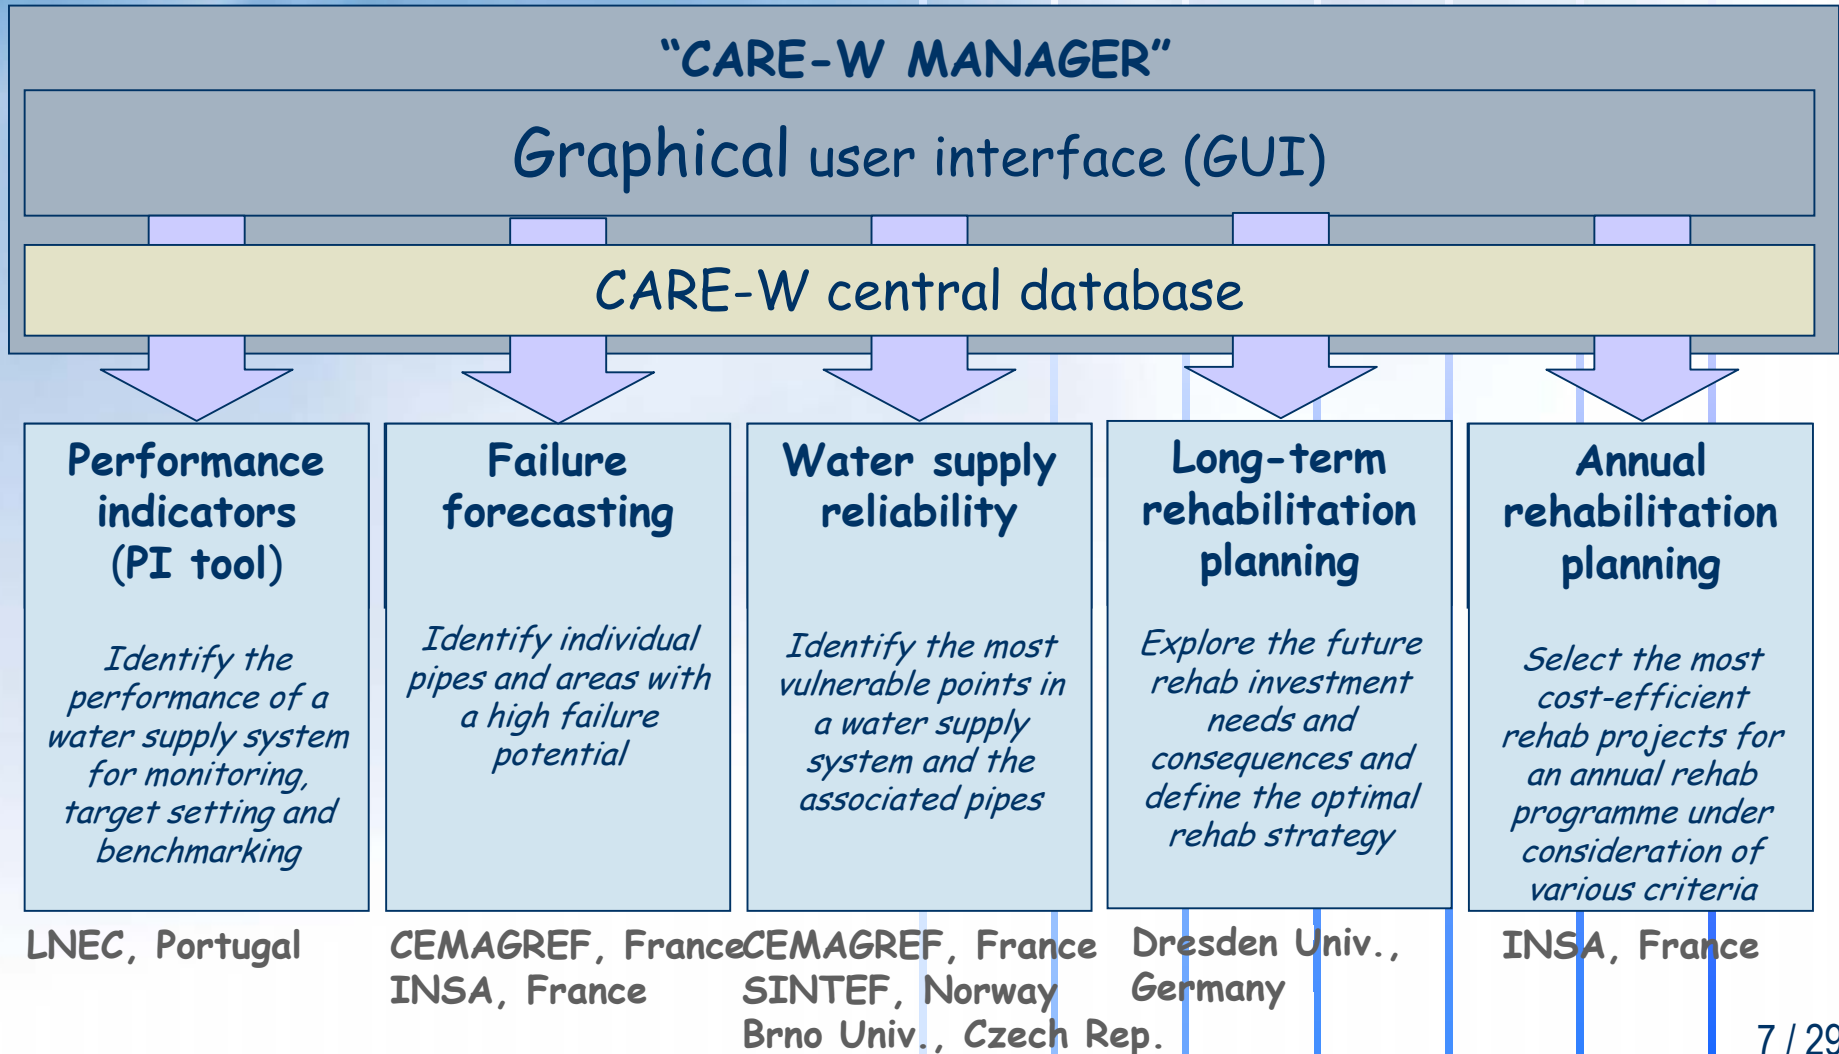 “CARE-W MANAGER”
Graphical user interface (GUI)
CARE-W central database
Performance
indicators
(PI tool)
Identify the
performance of a
water supply system
for monitoring,
target setting and
benchmarking
LNEC, Portugal
Failure
forecasting
Identify individual
pipes and areas with
a high failure
potential
CEMAGREF, France
INSA, France
Water supply
reliability
Identify the most
vulnerable points in
a water supply
system and the
associated pipes
CEMAGREF, France
SINTEF, Norway
Brno Univ., Czech Rep.
Long-term
rehabilitation
planning
Explore the future
rehab investment
needs and
consequences and
define the optimal
rehab strategy
Dresden Univ.,
Germany
Annual
rehabilitation
planning
Select the most
cost-efficient
rehab projects for
an annual rehab
programme under
consideration of
various criteria
INSA, France
7 / 29